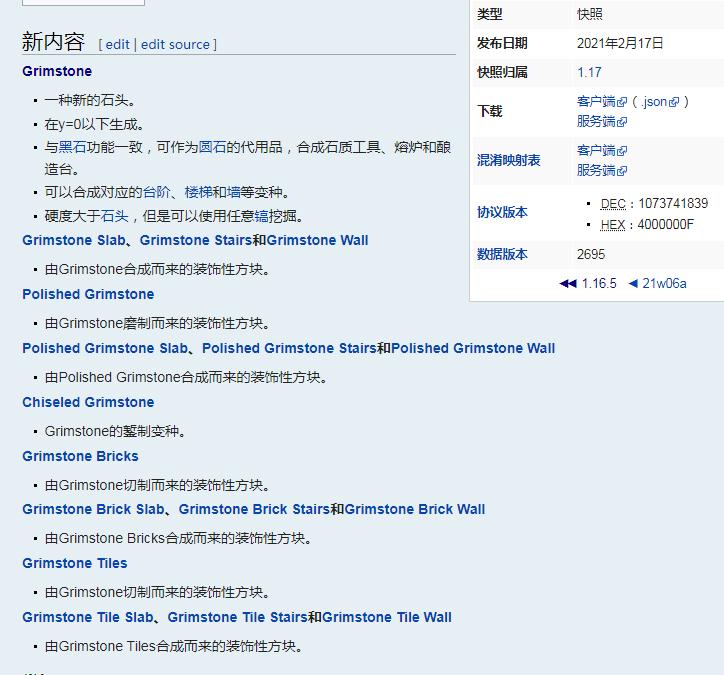 新内容 [ edit | edit source ]
Grimstone
一种新的石头。
在y=0以下生成。
与黑石功能一致，可作为圆石的代用品，合成石质工具、熔炉和酿
造台。
可以合成对应的台阶、楼梯和墙等变种。
硬度大于石头，但是可以使用任意镐挖掘。
Grimstone Slab、Grimstone Stairs和Grimstone Wall
由Grimstone合成而来的装饰性方块。
Polished Grimstone
由Grimstone磨制而来的装饰性方块。
Polished Grimstone Slab、Polished Grimstone Stairs和Polished Grimstone Wall
由Polished Grimstone合成而来的装饰性方块。
Chiseled Grimstone
Grimstone的錾制变种。
Grimstone Bricks
由Grimstone切制而来的装饰性方块。
Grimstone Brick Slab、Grimstone Brick Stairs和Grimstone Brick Wall
由Grimstone Bricks合成而来的装饰性方块。
Grimstone Tiles
由Grimstone切制而来的装饰性方块。
Grimstone Tile Slab、Grimstone Tile Stairs和Grimstone Tile Wall
由Grimstone Tiles合成而来的装饰性方块。
类型 快照
发布日期 2021年2月17日
快照归属 1.17
下载 客户端 ( .json )
服务端
混淆映射表 客户端
服务端
协议版本 DEC：1073741839
HEX：4000000F
数据版本 2695
◀◀ 1.16.5 ◀ 21w06a